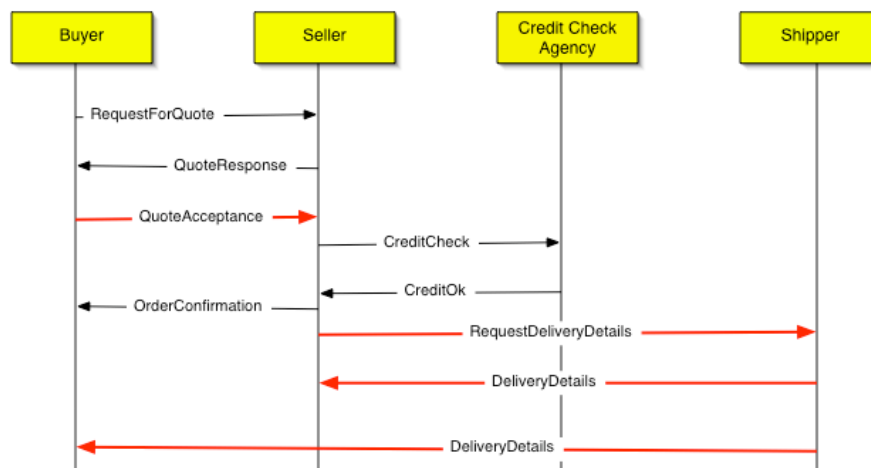 Buyer
Seller
Credit Check
Agency
Shipper
RequestForQuote
QuoteResponse
QuoteAcceptance
CreditCheck
CreditOk
OrderConfirmation
RequestDeliveryDetails
DeliveryDetails
DeliveryDetails